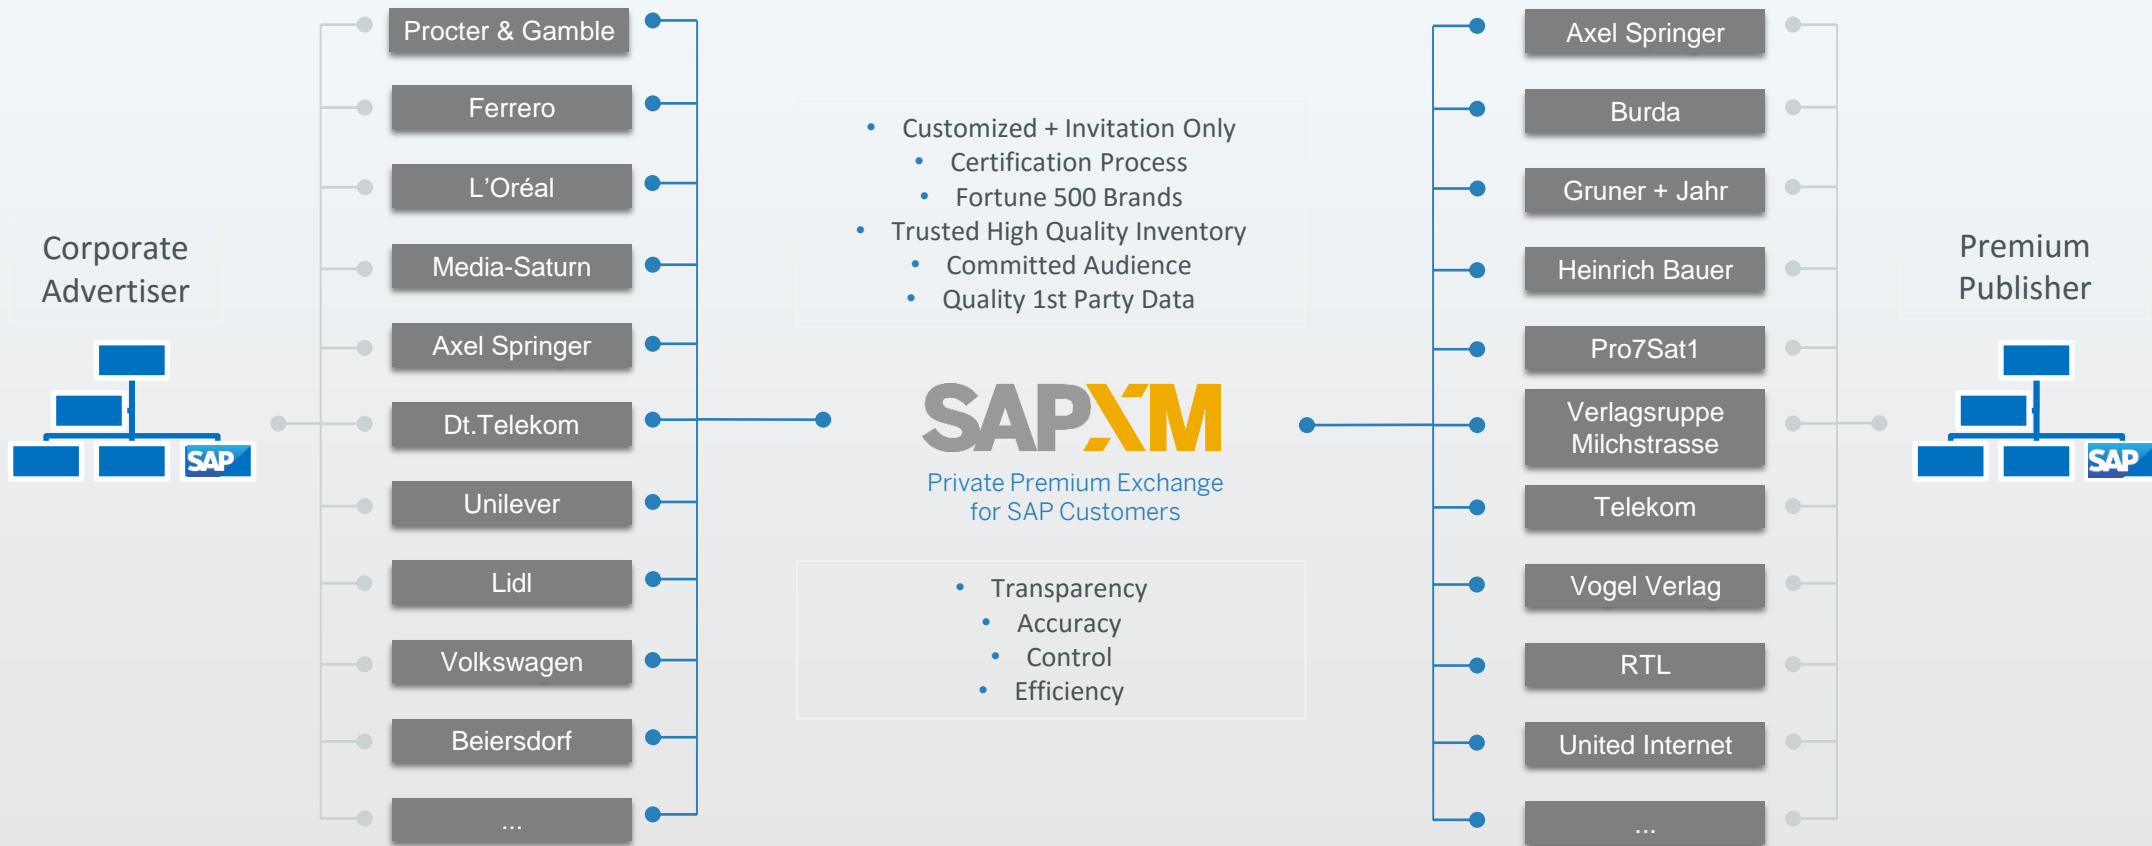 Corporate
Advertiser
SAP
Procter & Gamble
Ferrero
L’Oréal
Media-Saturn
Axel Springer
Dt.Telekom
Unilever
Lidl
Volkswagen
Beiersdorf
...
• Customized + Invitation Only
• Certification Process
• Fortune 500 Brands
• Trusted High Quality Inventory
• Committed Audience
• Quality 1st Party Data
SAPXM
Private Premium Exchange
for SAP Customers
• Transparency
• Accuracy
• Control
• Efficiency
Axel Springer
Burda
Gruner + Jahr
Heinrich Bauer
Pro7Sat1
Verlagsruppe
Milchstrasse
Telekom
Vogel Verlag
RTL
United Internet
...
Premium
Publisher
SAP